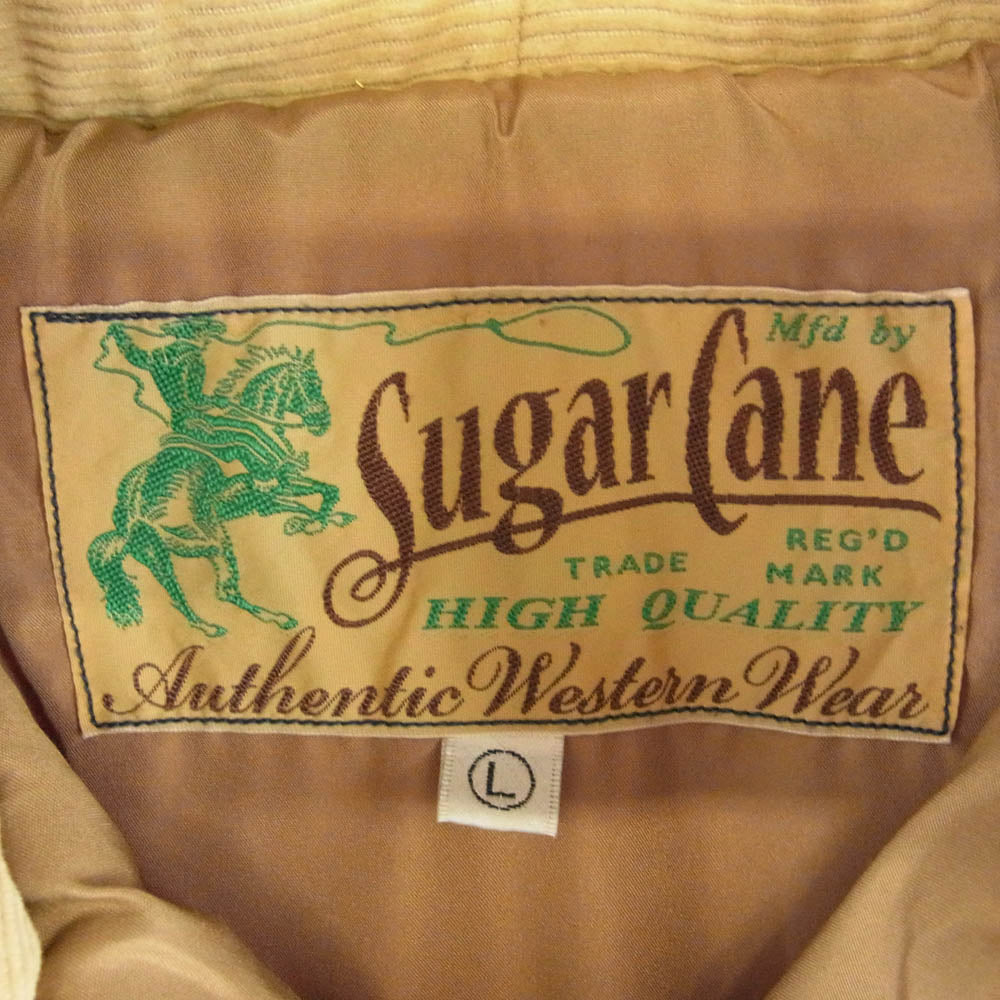 Mfd by
Sugar Cane
REG'D
TRADE MARK
HIGH QUALITY
Authentic Western Wear
L